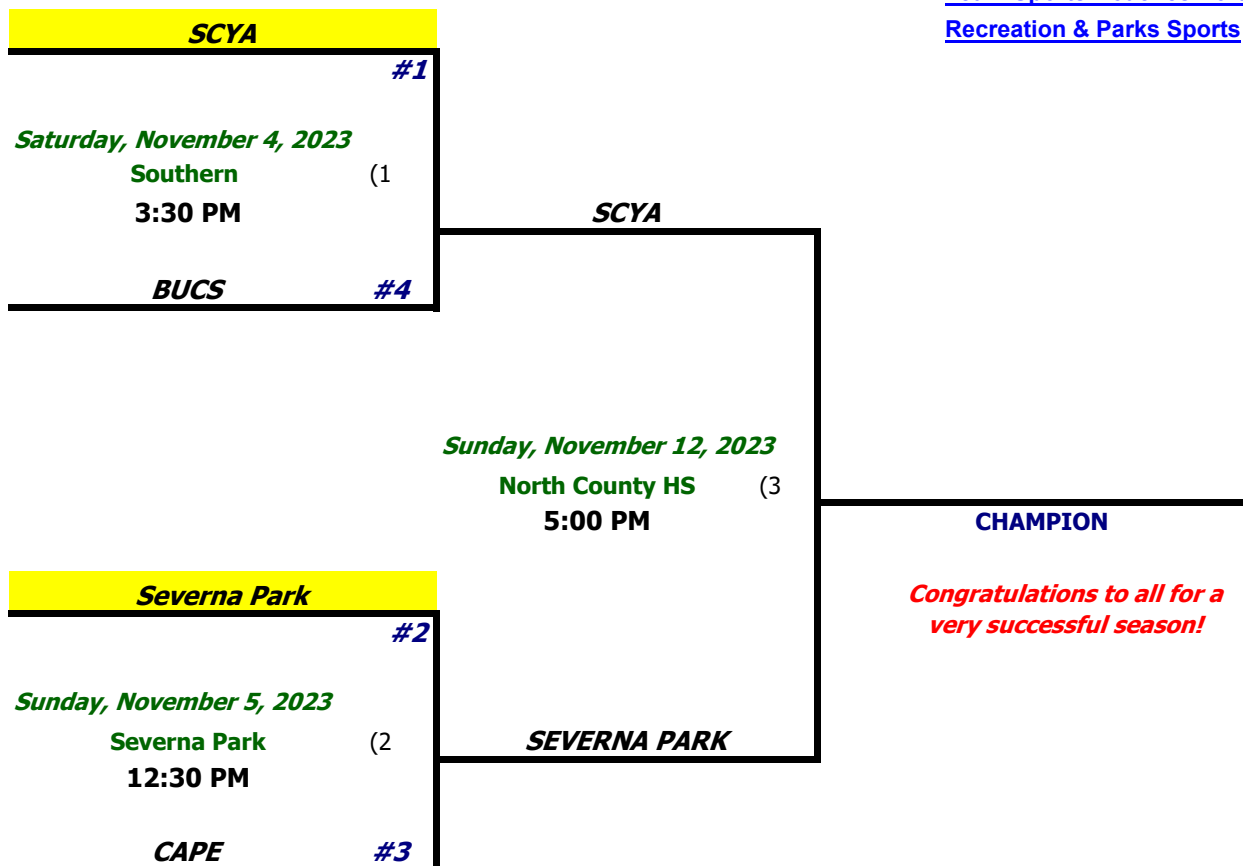 Recreation & Parks Sports
SCYA
#1
Saturday, November 4, 2023
Southern (1
3:30 PM
SCYA
BUCS #4
Sunday, November 12, 2023
North County HS (3
5:00 PM
CHAMPION
Severna Park
#2
Congratulations to all for a
very successful season!
Sunday, November 5, 2023
Severna Park (2
12:30 PM
SEVERNA PARK
CAPE #3